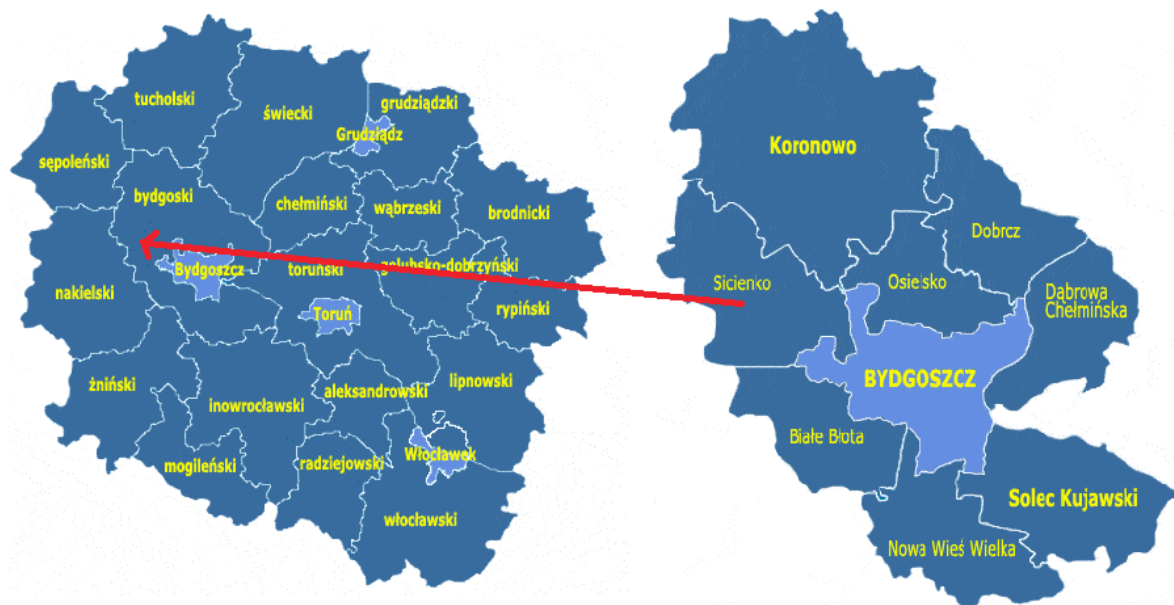 tucholski
świecki
grudziądzki
Grudziądz
sępoleński
bydgoski
chełmiński
wąbrzeski
brodnicki
Bydgoszcz
toruński
golubsko-dobrzyński
nakielski
Toruń
rypiński
żniński
inowrocławski
aleksandrowski
lipnowski
mogileński
radziejowski
Włocławek
włocławski
Koronowo
Dobrcz
Sicienko
Osielsko
Dąbrowa
Chełmińska
BYDGOSZCZ
Białe Błota
Solec Kujawski
Nowa Wieś Wielka